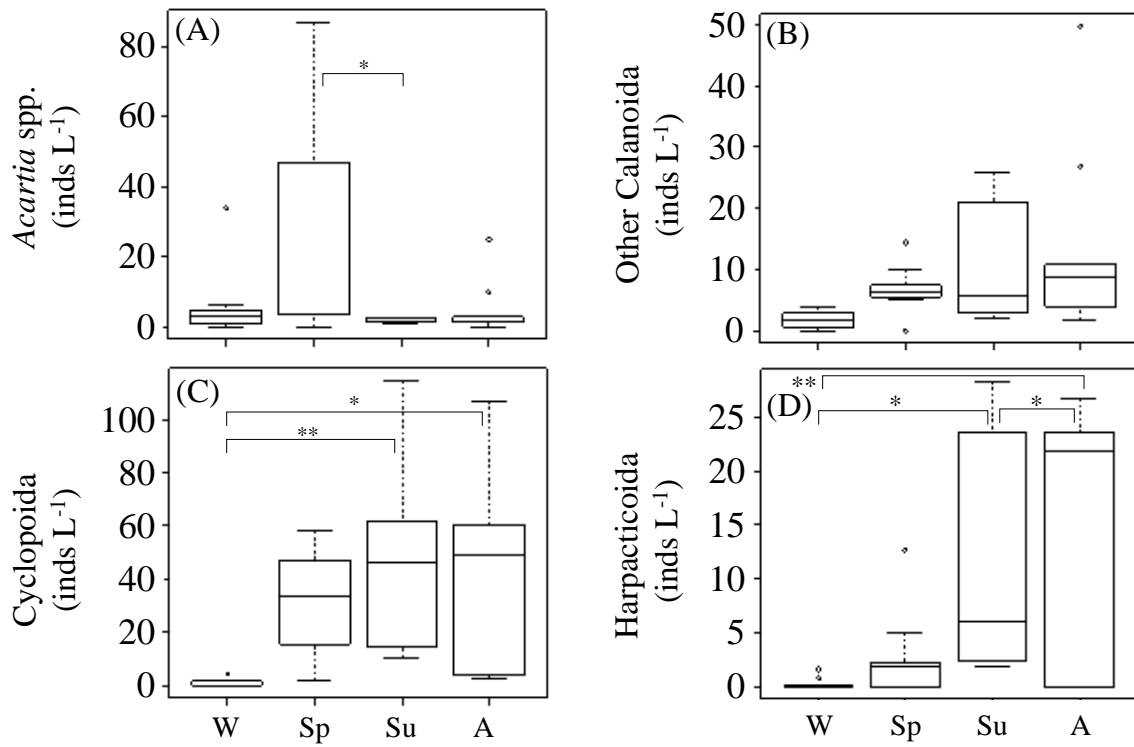 (A)
Acartia spp.
(inds L⁻¹)
80
60
40
20
0
*
(B)
Other Calanoida
(inds L⁻¹)
50
40
30
20
10
0
(C)
Cyclopoida
(inds L⁻¹)
100
80
60
40
20
0
*
**
W Sp Su A
(D)
Harpacticoida
(inds L⁻¹)
25
20
15
10
5
0
**
* *
W Sp Su A